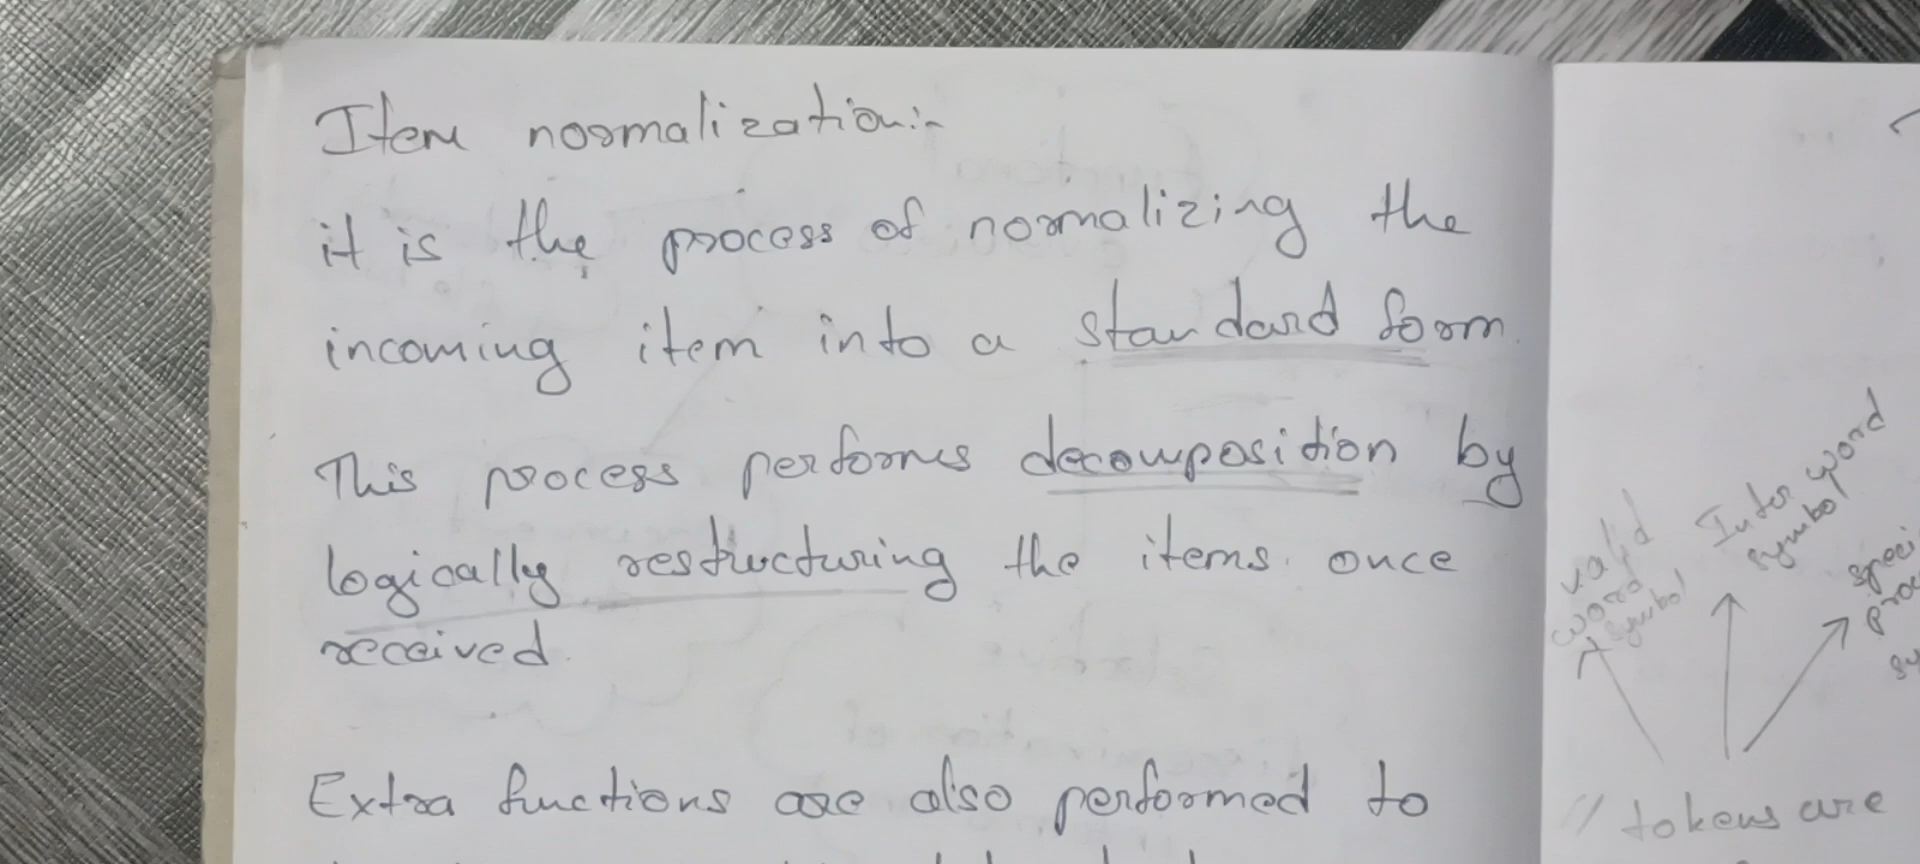 Item normalization:-
it is the process of normalizing the
incoming item into a standard form.
This process performs decomposition by
logically restructuring the items. once
received.
Extra functions are also performed to
valid
word
symbol
Inter word
symbol
// tokens are